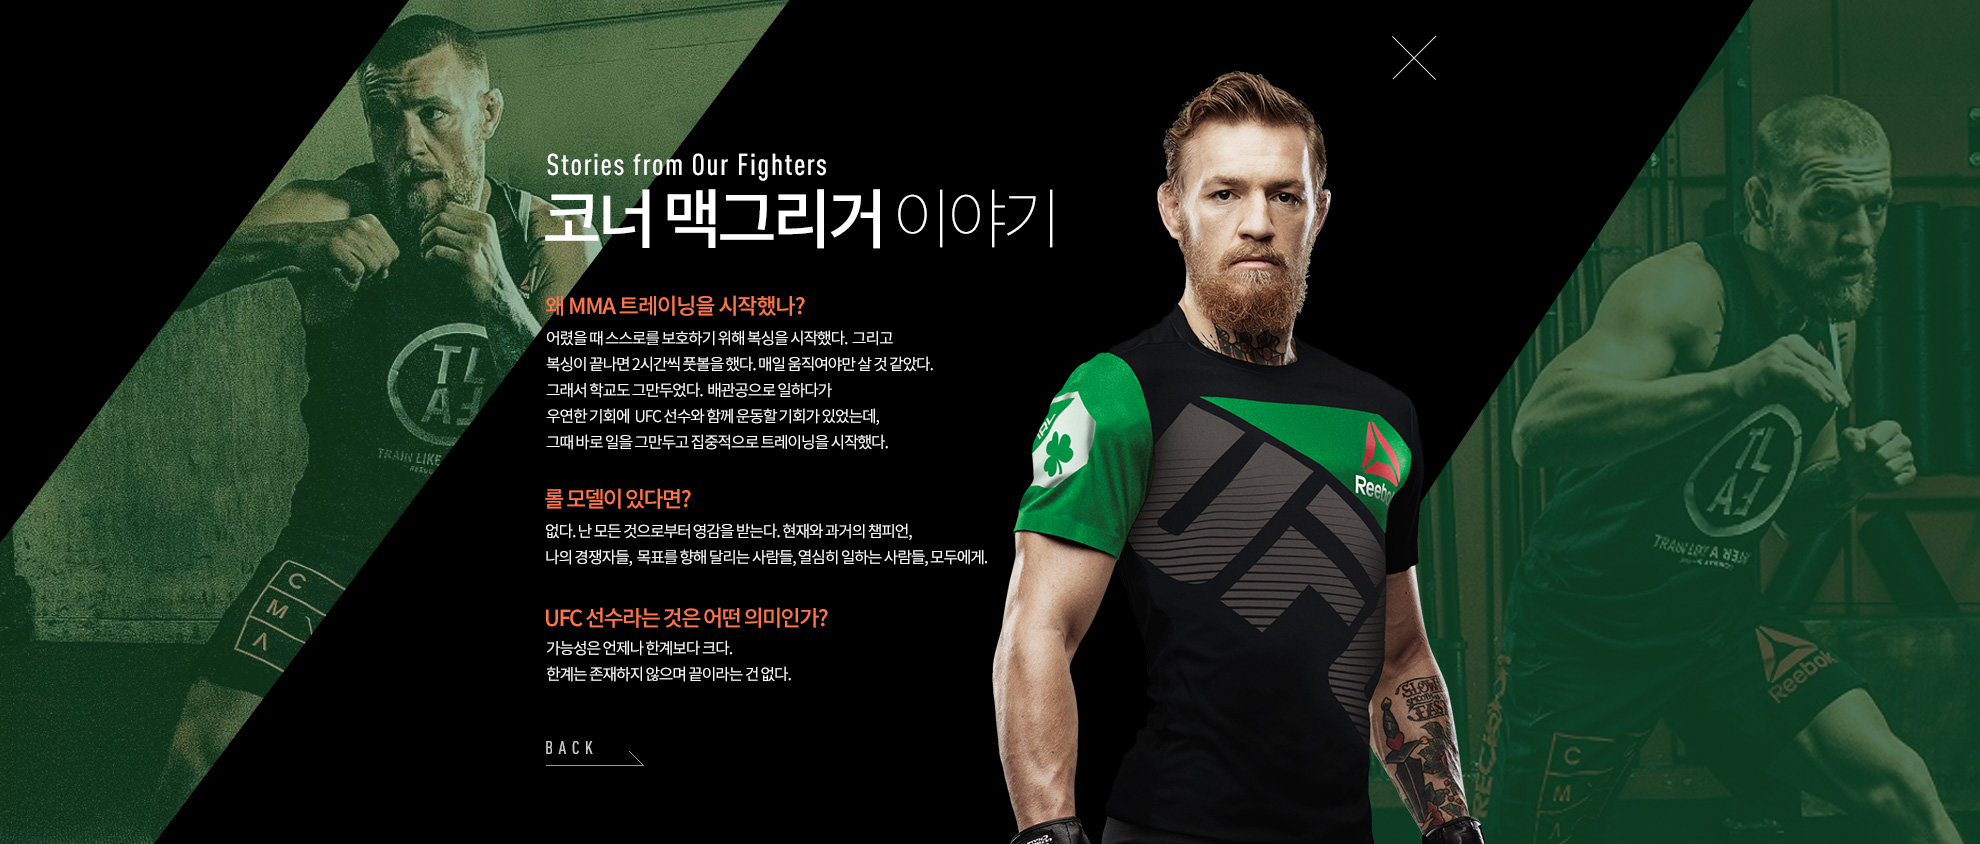 Stories from Our Fighters
코너 맥그리거 이야기
왜 MMA 트레이닝을 시작했나?
어렸을 때 스스로를 보호하기 위해 복싱을 시작했다. 그리고
복싱이 끝나면 2시간씩 풋볼을 했다. 매일 움직여야만 살 것 같았다.
그래서 학교도 그만두었다. 배관공으로 일하다가
우연한 기회에 UFC 선수와 함께 운동할 기회가 있었는데,
그때 바로 일을 그만두고 집중적으로 트레이닝을 시작했다.
롤 모델이 있다면?
없다. 난 모든 것으로부터 영감을 받는다. 현재와 과거의 챔피언,
나의 경쟁자들, 목표를 향해 달리는 사람들, 열심히 일하는 사람들, 모두에게.
UFC 선수라는 것은 어떤 의미인가?
가능성은 언제나 한계보다 크다.
한계는 존재하지 않으며 끝이라는 건 없다.
BACK
TRAIN LIKE
C
M
A
IRL
UFC
Reebok
SLOW IS
SMOOTH
FAST
TRAIN LIKE A
Reebok
C
M
A